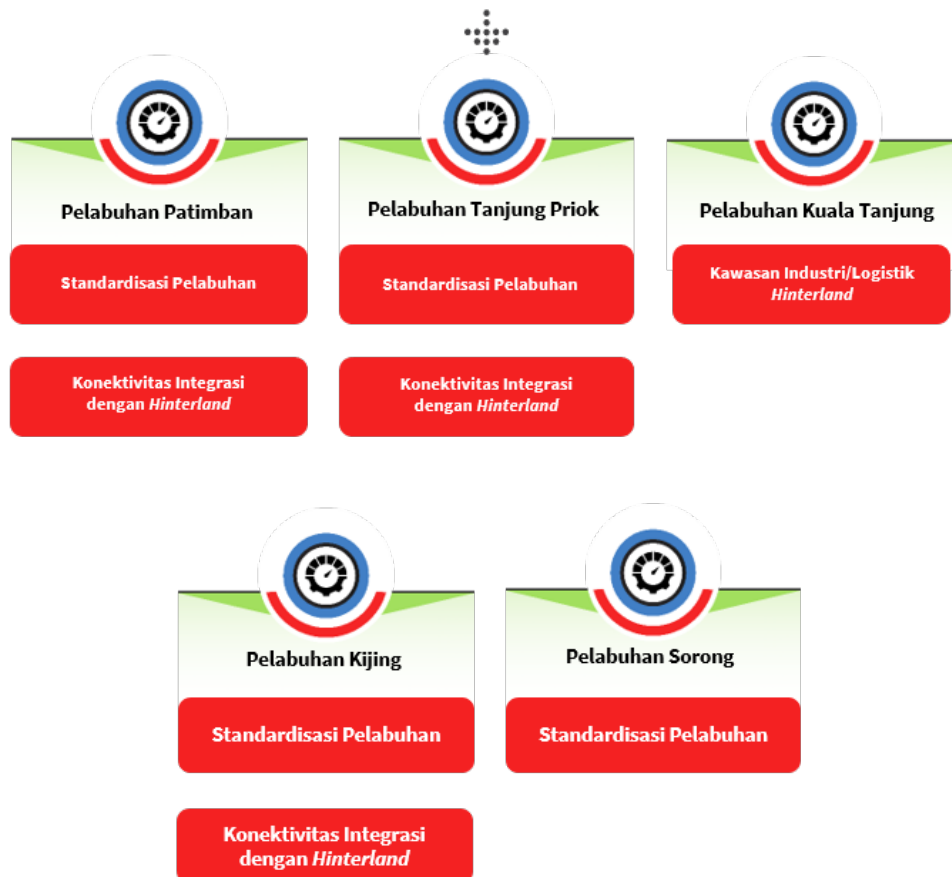 Pelabuhan Patimban
Standardisasi Pelabuhan
Konektivitas Integrasi
dengan Hinterland
Pelabuhan Tanjung Priok
Standardisasi Pelabuhan
Konektivitas Integrasi
dengan Hinterland
Pelabuhan Kuala Tanjung
Kawasan Industri/Logistik
Hinterland
Pelabuhan Kijing
Standardisasi Pelabuhan
Konektivitas Integrasi
dengan Hinterland
Pelabuhan Sorong
Standardisasi Pelabuhan